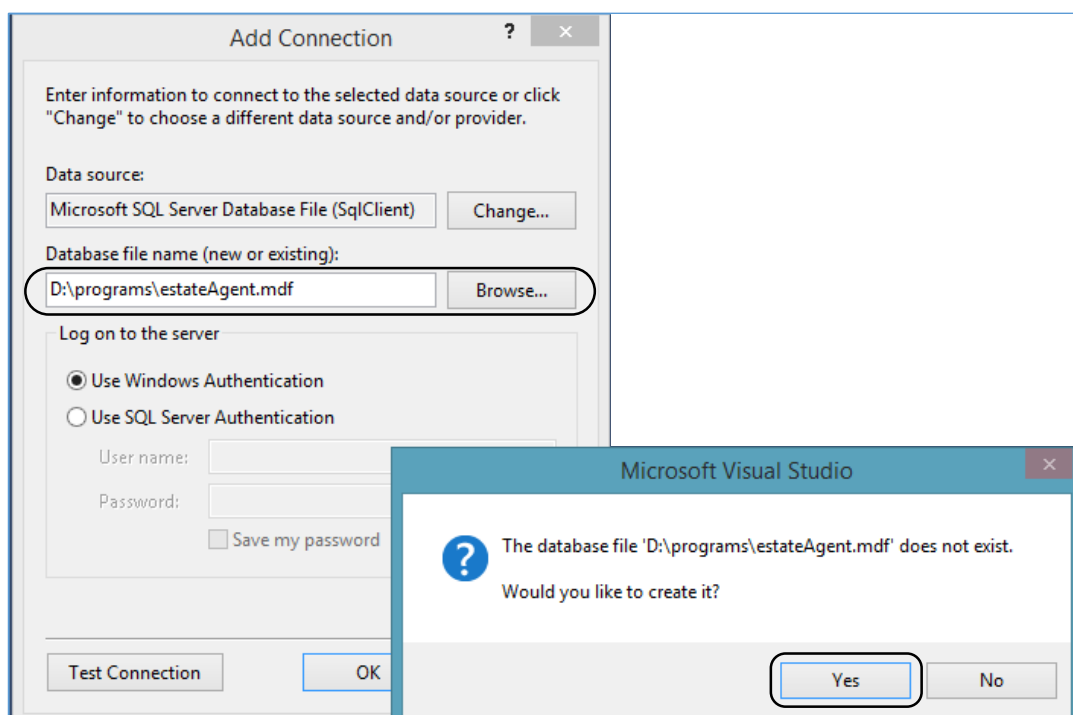 Add Connection
?
×
Enter information to connect to the selected data source or click
"Change" to choose a different data source and/or provider.
Data source:
Microsoft SQL Server Database File (SqlClient)
Change...
Database file name (new or existing):
D:\programs\estateAgent.mdf
Browse...
Log on to the server
Use Windows Authentication
Use SQL Server Authentication
User name:
Password:
Save my password
Test Connection
OK
Microsoft Visual Studio
×
?
The database file 'D:\programs\estateAgent.mdf' does not exist.
Would you like to create it?
Yes
No